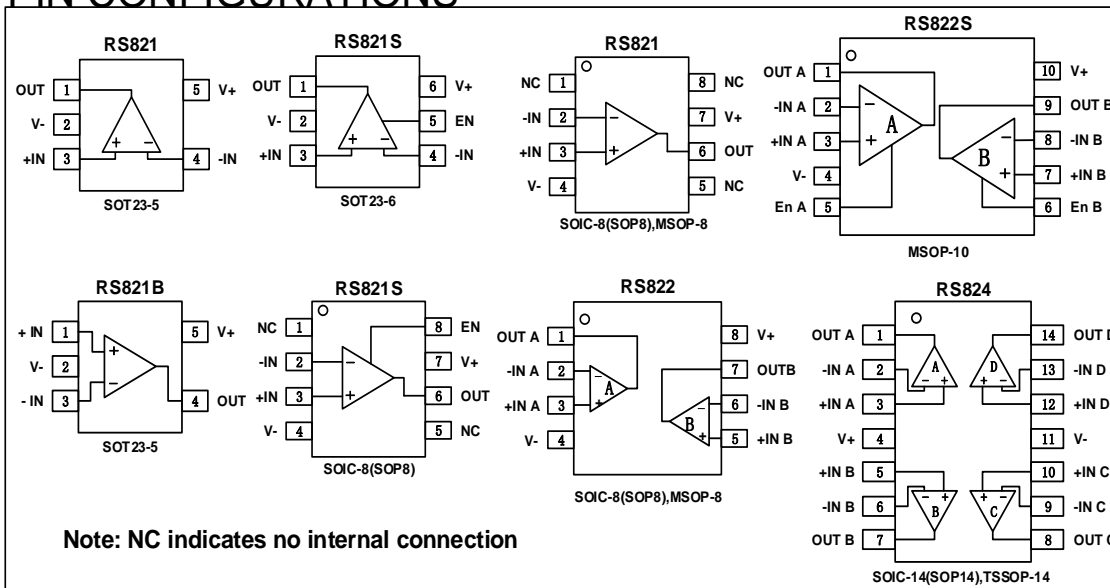 PIN CONFIGURATIONS
RS821
OUT 1 5 V+
V- 2
+IN 3 + − 4 -IN
SOT23-5
RS821S
OUT 1 6 V+
V- 2 5 EN
+IN 3 + − 4 -IN
SOT23-6
RS821
NC 1 8 NC
-IN 2 − 7 V+
+IN 3 + 6 OUT
V- 4 5 NC
SOIC-8(SOP8),MSOP-8
RS822S
OUT A 1 10 V+
-IN A 2 − A 9 OUT B
+IN A 3 + − 8 -IN B
V- 4 B + 7 +IN B
En A 5 6 En B
MSOP-10
RS821B
+ IN 1 + 5 V+
V- 2
- IN 3 − 4 OUT
SOT23-5
RS821S
NC 1 8 EN
-IN 2 − 7 V+
+IN 3 + 6 OUT
V- 4 5 NC
SOIC-8(SOP8)
RS822
OUT A 1 8 V+
-IN A 2 − A 7 OUTB
+IN A 3 + − 6 -IN B
V- 4 B + 5 +IN B
SOIC-8(SOP8),MSOP-8
RS824
OUT A 1 14 OUT D
-IN A 2 A D 13 -IN D
+IN A 3 − + + − 12 +IN D
V+ 4 11 V-
+IN B 5 10 +IN C
-IN B 6 − + + − 9 -IN C
OUT B 7 B C 8 OUT C
SOIC-14(SOP14),TSSOP-14
Note: NC indicates no internal connection